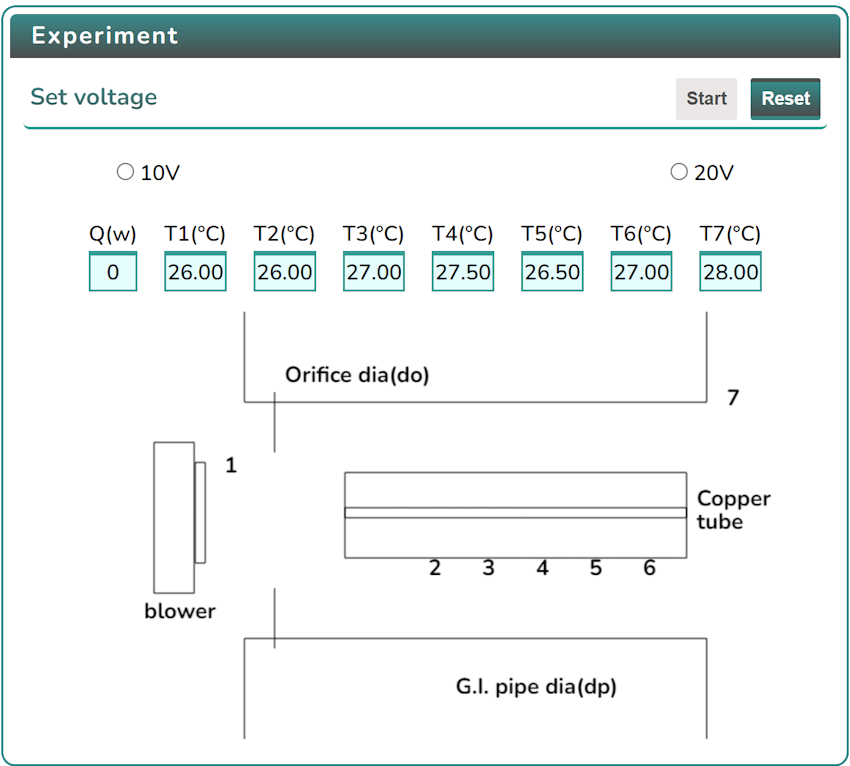 Experiment
Set voltage
Start
Reset
10V
20V
Q(w) T1(°C) T2(°C) T3(°C) T4(°C) T5(°C) T6(°C) T7(°C)
0 26.00 26.00 27.00 27.50 26.50 27.00 28.00
Orifice dia(do)
7
1
Copper
tube
2 3 4 5 6
blower
G.I. pipe dia(dp)